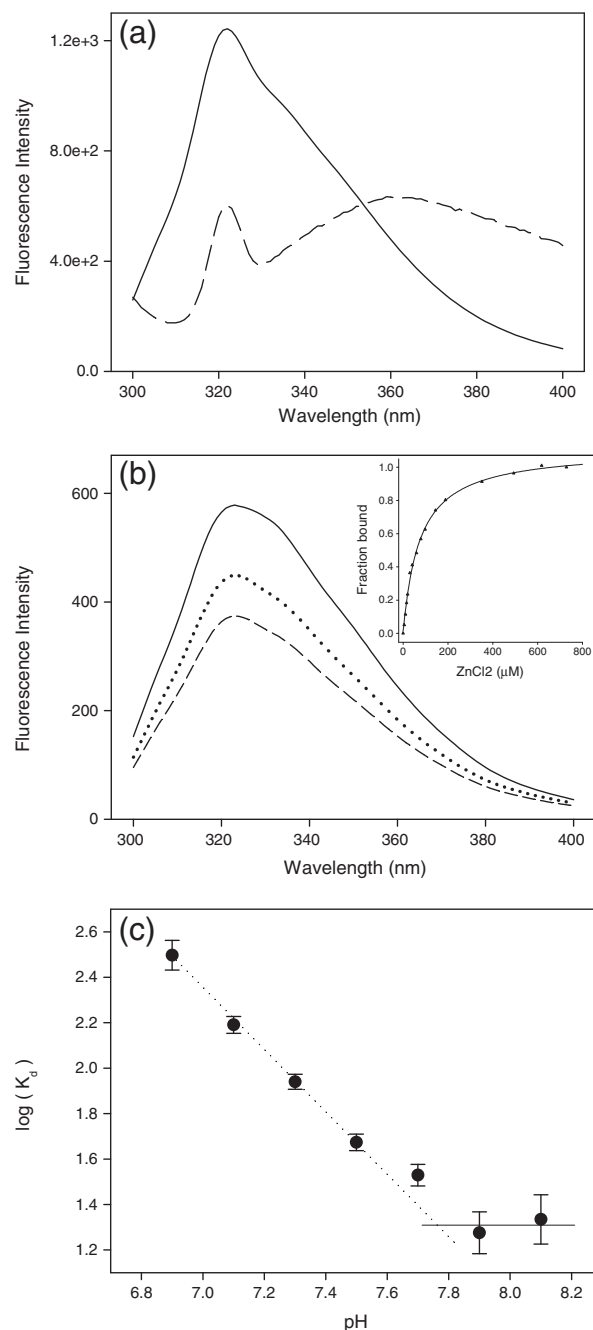 (a)
1.2e+3
8.0e+2
4.0e+2
0.0
Fluorescence Intensity
300 320 340 360 380 400
Wavelength (nm)
(b)
600
400
200
0
Fluorescence Intensity
1.0
0.8
0.6
0.4
0.2
0.0
Fraction bound
0 200 400 600 800
ZnCl2 (μM)
300 320 340 360 380 400
Wavelength (nm)
(c)
2.6
2.4
2.2
2.0
1.8
1.6
1.4
1.2
log ( Kd )
6.8 7.0 7.2 7.4 7.6 7.8 8.0 8.2
pH